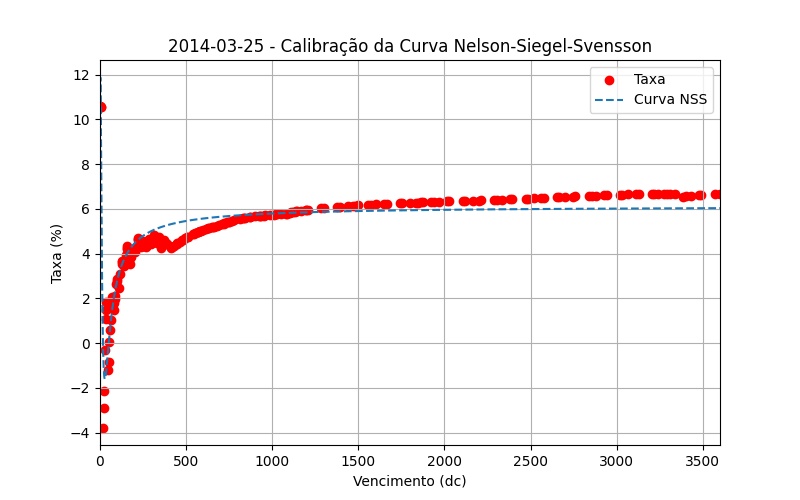 2014-03-25 - Calibração da Curva Nelson-Siegel-Svensson
Taxa
Curva NSS
Taxa (%)
12
10
8
6
4
2
0
−2
−4
0 500 1000 1500 2000 2500 3000 3500
Vencimento (dc)